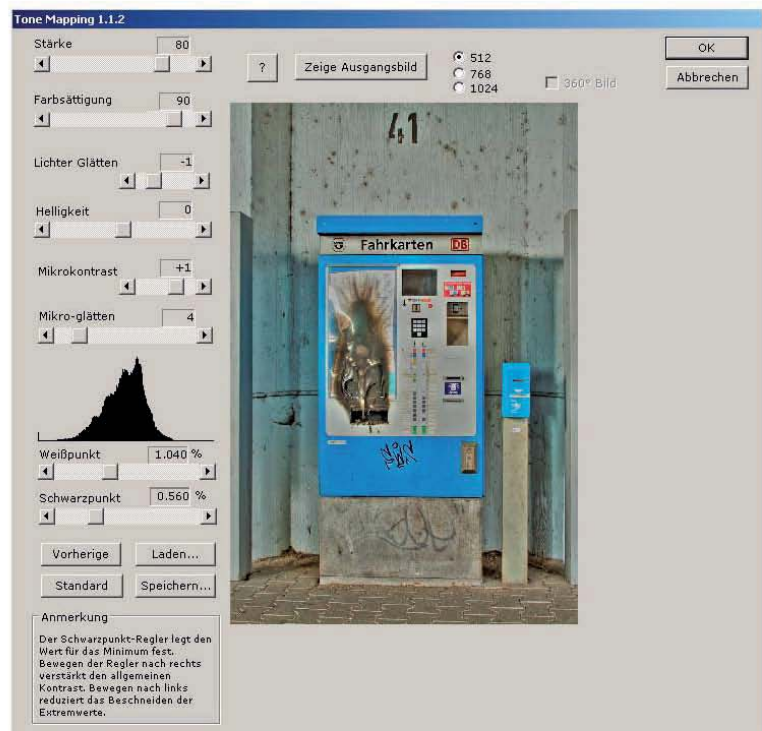 Tone Mapping 1.1.2
Stärke 80
Farbsättigung 90
Lichter Glätten -1
Helligkeit 0
Mikrokontrast +1
Mikro-glätten 4
Weißpunkt 1.040 %
Schwarzpunkt 0.560 %
Vorherige Laden...
Standard Speichern...
Anmerkung
Der Schwarzpunkt-Regler legt den
Wert für das Minimum fest.
Bewegen der Regler nach rechts
verstärkt den allgemeinen
Kontrast. Bewegen nach links
reduziert das Beschneiden der
Extremwerte.
? Zeige Ausgangsbild
512
768
1024
360° Bild
OK
Abbrechen
41
Fahrkarten DB